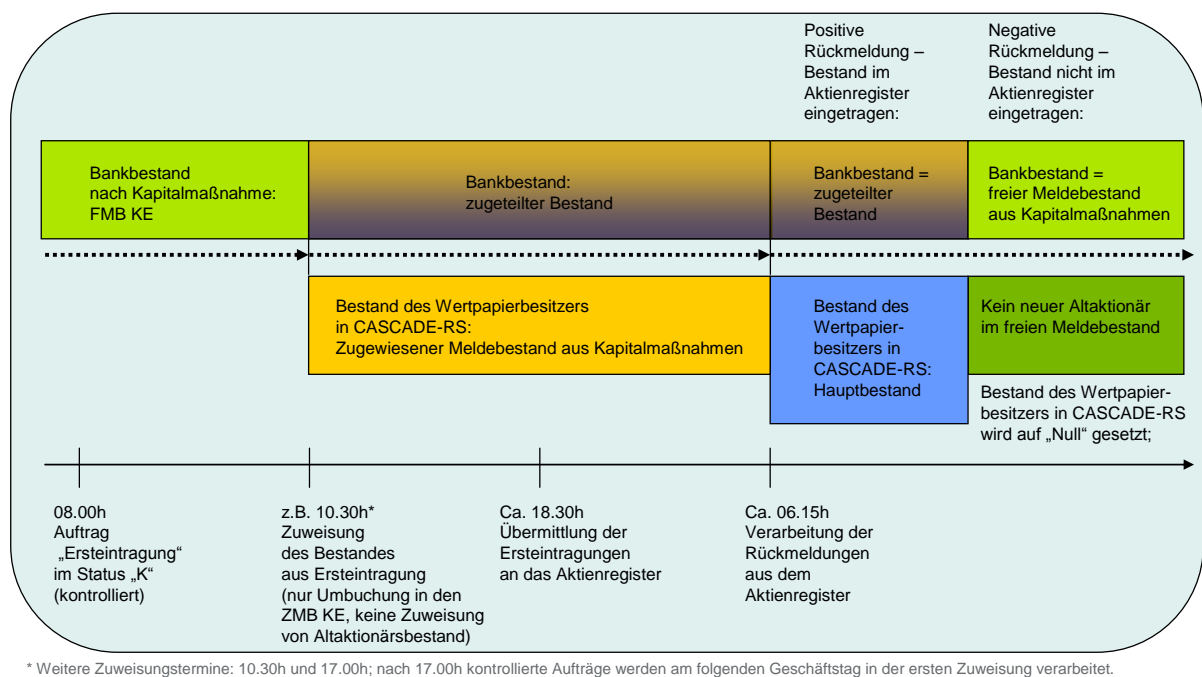 Positive
Rückmeldung –
Bestand im
Aktienregister
eingetragen:
Negative
Rückmeldung –
Bestand nicht im
Aktienregister
eingetragen:
Bankbestand
nach Kapitalmaßnahme:
FMB KE
Bankbestand:
zugeteilter Bestand
Bankbestand =
zugeteilter
Bestand
Bankbestand =
freier Meldebestand
aus Kapitalmaßnahmen
Bestand des Wertpapierbesitzers
in CASCADE-RS:
Zugewiesener Meldebestand aus Kapitalmaßnahmen
Bestand des
Wertpapier-
besitzers in
CASCADE-RS:
Hauptbestand
Kein neuer Altaktionär
im freien Meldebestand
Bestand des Wertpapier-
besitzers in CASCADE-RS
wird auf „Null“ gesetzt;
08.00h
Auftrag
„Ersteintragung“
im Status „K“
(kontrolliert)
z.B. 10.30h*
Zuweisung
des Bestandes
aus Ersteintragung
(nur Umbuchung in den
ZMB KE, keine Zuweisung
von Altaktionärsbestand)
Ca. 18.30h
Übermittlung der
Ersteintragungen
an das Aktienregister
Ca. 06.15h
Verarbeitung der
Rückmeldungen
aus dem
Aktienregister
* Weitere Zuweisungstermine: 10.30h und 17.00h; nach 17.00h kontrollierte Aufträge werden am folgenden Geschäftstag in der ersten Zuweisung verarbeitet.